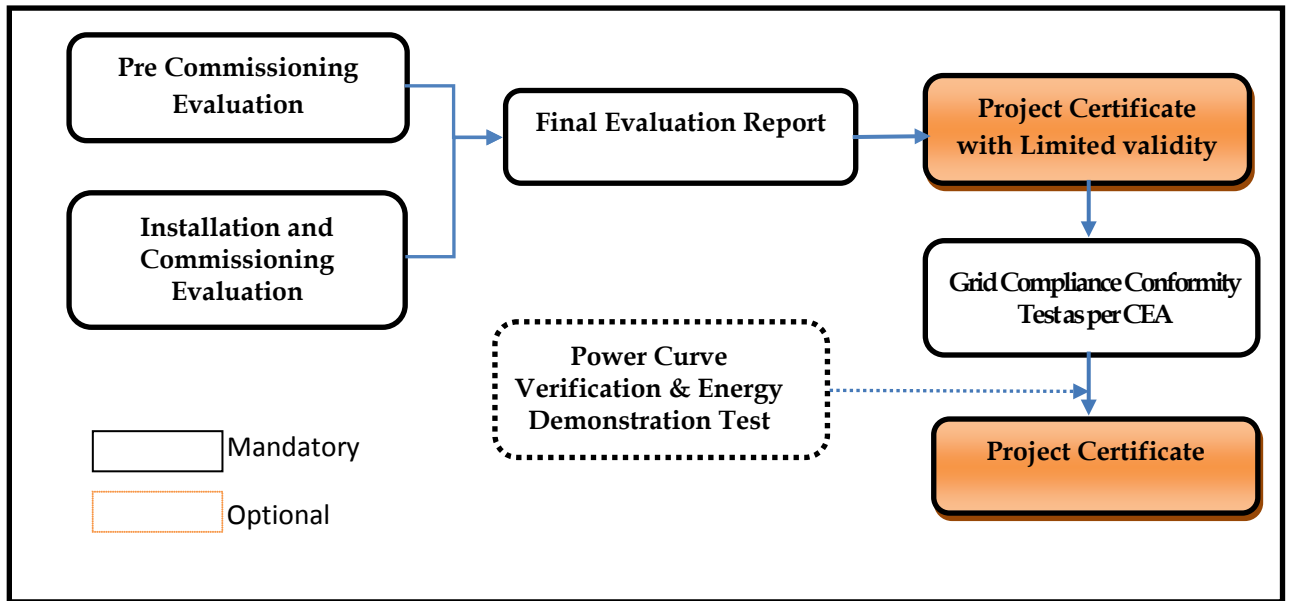 Pre Commissioning
Evaluation
Installation and
Commissioning
Evaluation
Final Evaluation Report
Project Certificate
with Limited validity
Grid Compliance Conformity
Test as per CEA
Power Curve
Verification & Energy
Demonstration Test
Project Certificate
Mandatory
Optional